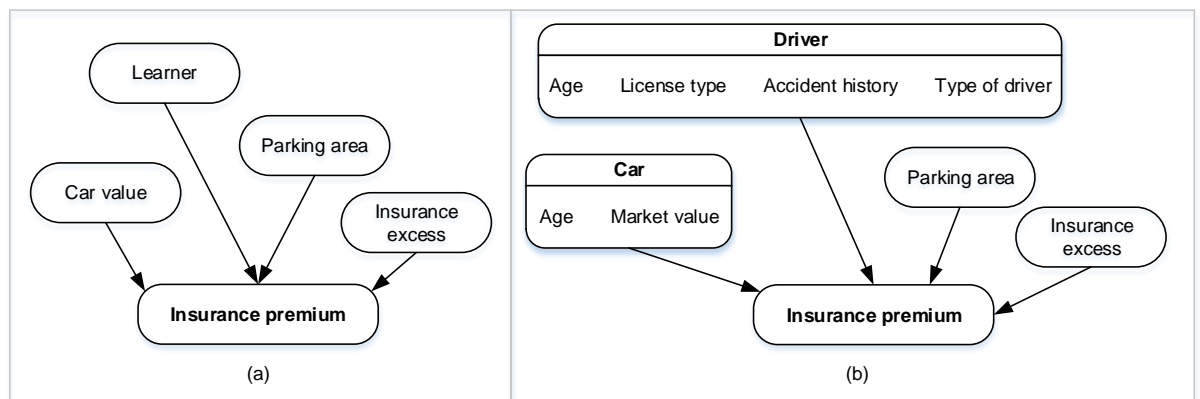 Learner
Parking area
Car value
Insurance
excess
Insurance premium
(a)
Driver
Age License type Accident history Type of driver
Car
Age Market value
Parking area
Insurance
excess
Insurance premium
(b)